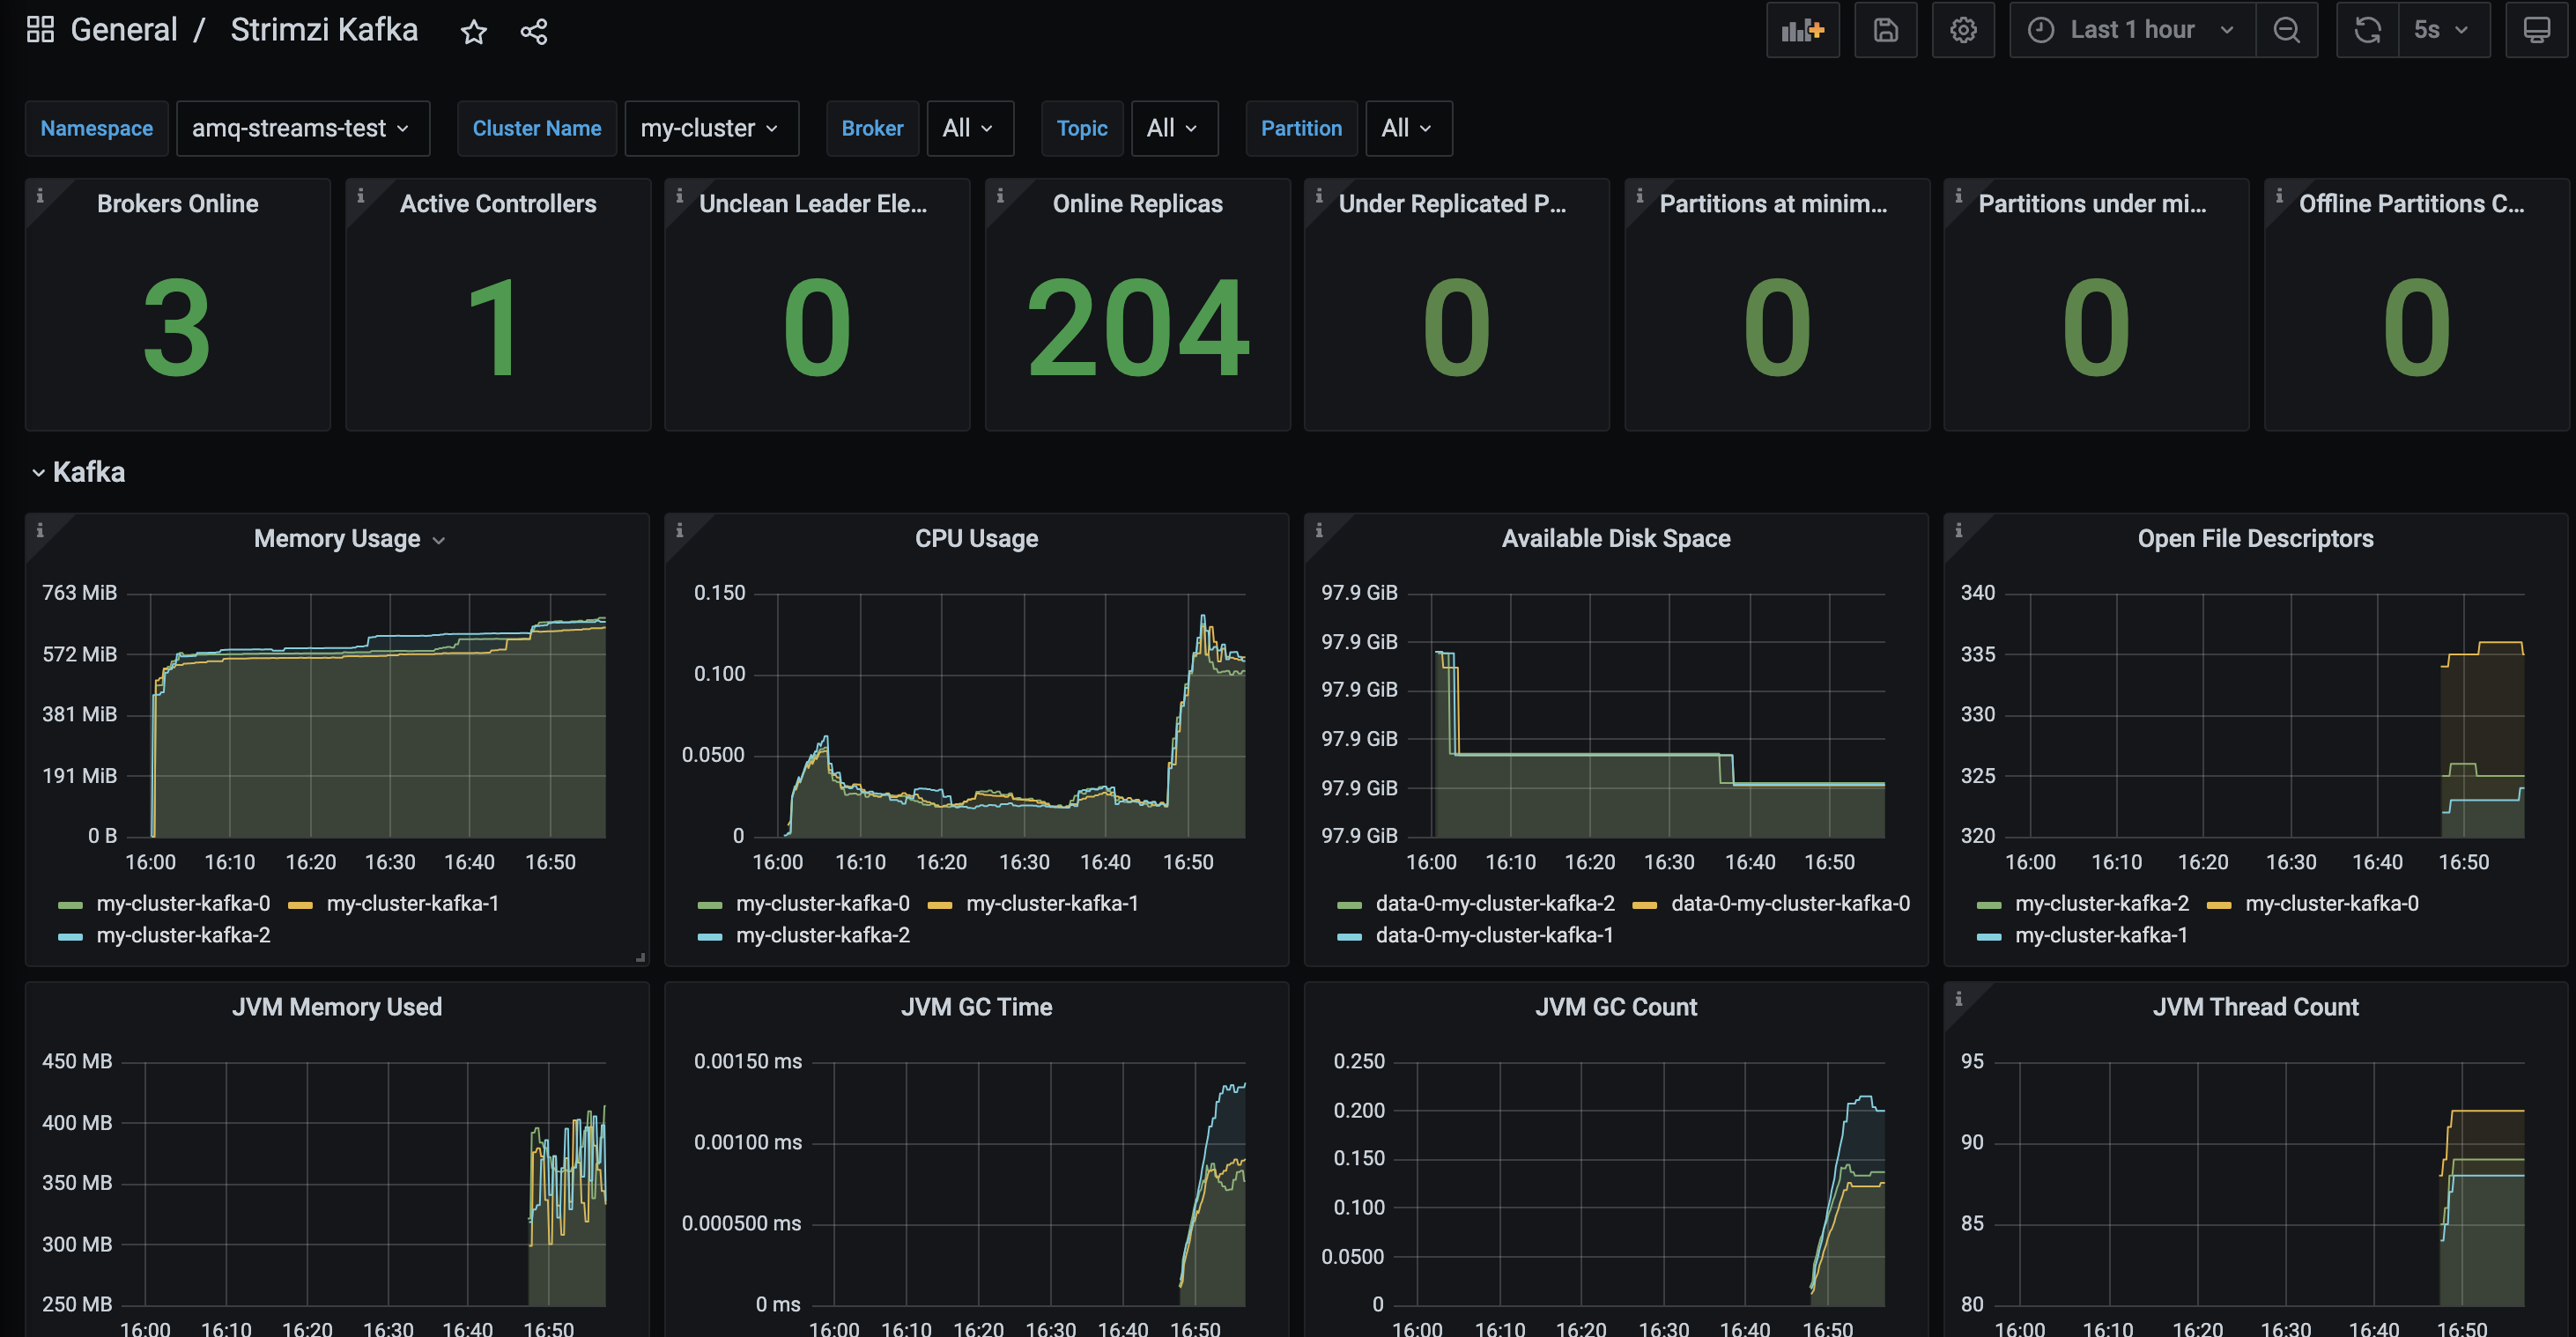 General / Strimzi Kafka
Last 1 hour
5s
Namespace amq-streams-test Cluster Name my-cluster Broker All Topic All Partition All
Brokers Online
3
Active Controllers
1
Unclean Leader Ele...
0
Online Replicas
204
Under Replicated P...
0
Partitions at minim...
0
Partitions under mi...
0
Offline Partitions C...
0
Kafka
Memory Usage
763 MiB
572 MiB
381 MiB
191 MiB
0 B
16:00 16:10 16:20 16:30 16:40 16:50
my-cluster-kafka-0 my-cluster-kafka-1
my-cluster-kafka-2
CPU Usage
0.150
0.100
0.0500
0
16:00 16:10 16:20 16:30 16:40 16:50
my-cluster-kafka-0 my-cluster-kafka-1
my-cluster-kafka-2
Available Disk Space
97.9 GiB
97.9 GiB
97.9 GiB
97.9 GiB
97.9 GiB
97.9 GiB
16:00 16:10 16:20 16:30 16:40 16:50
data-0-my-cluster-kafka-2 data-0-my-cluster-kafka-0
data-0-my-cluster-kafka-1
Open File Descriptors
340
335
330
325
320
16:00 16:10 16:20 16:30 16:40 16:50
my-cluster-kafka-2 my-cluster-kafka-0
my-cluster-kafka-1
JVM Memory Used
450 MB
400 MB
350 MB
300 MB
250 MB
16:00 16:10 16:20 16:30 16:40 16:50
JVM GC Time
0.00150 ms
0.00100 ms
0.000500 ms
0 ms
16:00 16:10 16:20 16:30 16:40 16:50
JVM GC Count
0.250
0.200
0.150
0.100
0.0500
0
16:00 16:10 16:20 16:30 16:40 16:50
JVM Thread Count
95
90
85
80
16:00 16:10 16:20 16:30 16:40 16:50